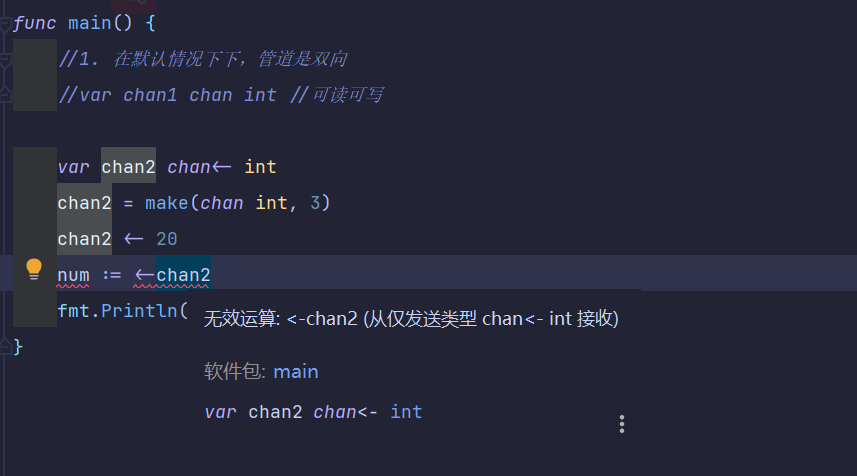 func main() {
//1. 在默认情况下下，管道是双向
//var chan1 chan int //可读可写
var chan2 chan<- int
chan2 = make(chan int, 3)
chan2 <- 20
num := <-chan2
fmt.Println(
无效运算: <-chan2 (从仅发送类型 chan<- int 接收)
软件包: main
var chan2 chan<- int
}